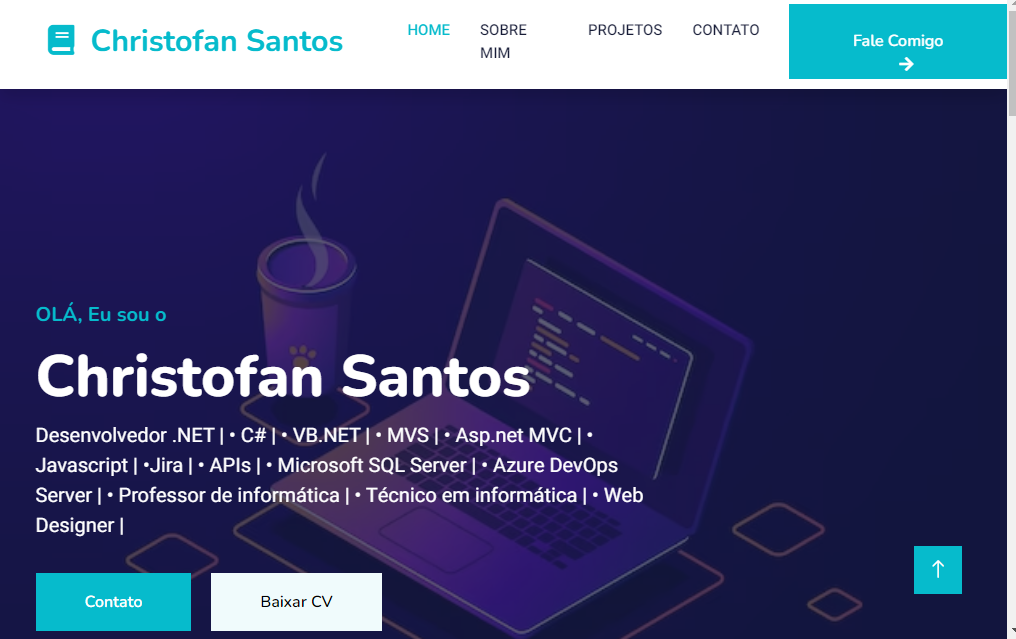 Christofan Santos
HOME
SOBRE
MIM
PROJETOS
CONTATO
Fale Comigo
OLÁ, Eu sou o
Christofan Santos
Desenvolvedor .NET | • C# | • VB.NET | • MVS | • Asp.net MVC | •
Javascript | •Jira | • APIs | • Microsoft SQL Server | • Azure DevOps
Server | • Professor de informática | • Técnico em informática | • Web
Designer |
Contato
Baixar CV